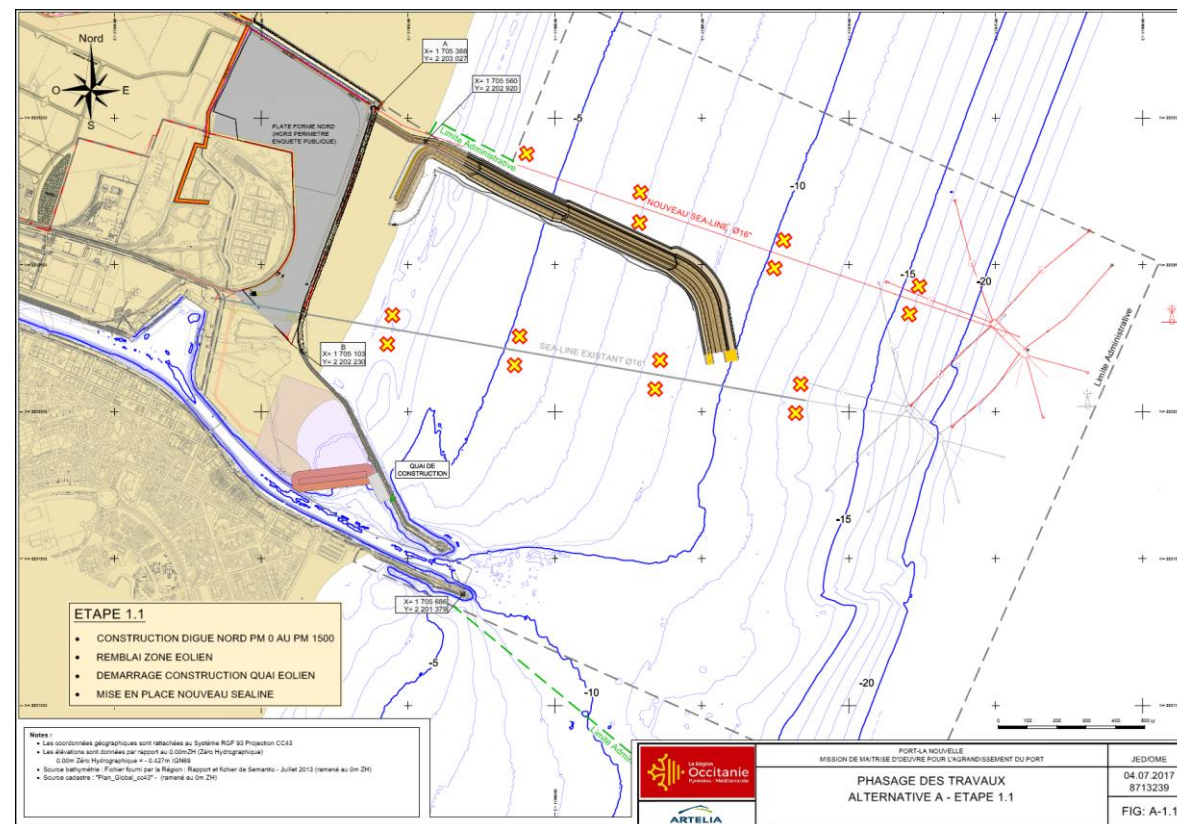 Nord
O
E
S
A
X= 1 705 388
Y= 2 203 027
X= 1 705 560
Y= 2 202 920
PLATE FORME NORD
(HORS PERIMETRE
ENQUETE PUBLIQUE)
Limite Administrative
-5
-10
NOUVEAU SEA-LINE Ø16"
-15
-20
Limite Administrative
SEA-LINE EXISTANT Ø16"
B
X= 1 705 103
Y= 2 202 230
QUAI DE
CONSTRUCTION
-15
X= 1 705 686
Y= 2 201 379
-5
-10
-20
ETAPE 1.1
• CONSTRUCTION DIGUE NORD PM 0 AU PM 1500
• REMBLAI ZONE EOLIEN
• DEMARRAGE CONSTRUCTION QUAI EOLIEN
• MISE EN PLACE NOUVEAU SEALINE
Notes :
• Les coordonnées géographiques sont rattachées au Système RGF 93 Projection CC43
• Les élévations sont données par rapport au 0.00mZH (Zéro Hydrographique)
0.00m Zéro Hydrographique = - 0.427m IGN69
• Source bathymétrie : Fichier fourni par la Région : Rapport et fichier de Semantic - Juillet 2013 (ramené au 0m ZH)
• Source cadastre : "Plan_Global_cc43" - (ramené au 0m ZH)
0 100 200 300 400
La Région
Occitanie
Pyrénées - Méditerranée
ARTELIA
PORT-LA NOUVELLE
MISSION DE MAITRISE D'OEUVRE POUR L'AGRANDISSEMENT DU PORT
PHASAGE DES TRAVAUX
ALTERNATIVE A - ETAPE 1.1
JED/DME
04.07.2017
8713239
FIG: A-1.1